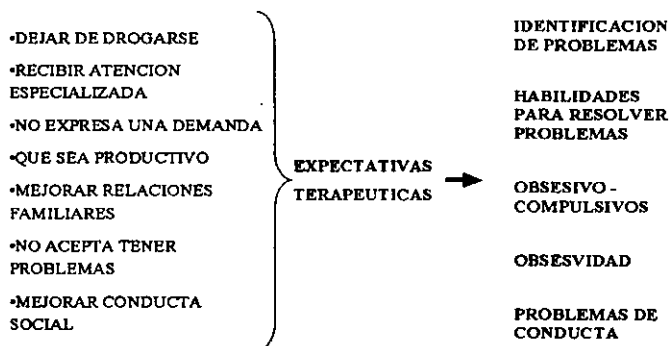 •DEJAR DE DROGARSE
•RECIBIR ATENCION
ESPECIALIZADA
•NO EXPRESA UNA DEMANDA
•QUE SEA PRODUCTIVO
•MEJORAR RELACIONES
FAMILIARES
•NO ACEPTA TENER
PROBLEMAS
•MEJORAR CONDUCTA
SOCIAL
EXPECTATIVAS
TERAPEUTICAS
IDENTIFICACION
DE PROBLEMAS
HABILIDADES
PARA RESOLVER
PROBLEMAS
OBSESIVO -
COMPULSIVOS
OBSESVIDAD
PROBLEMAS DE
CONDUCTA